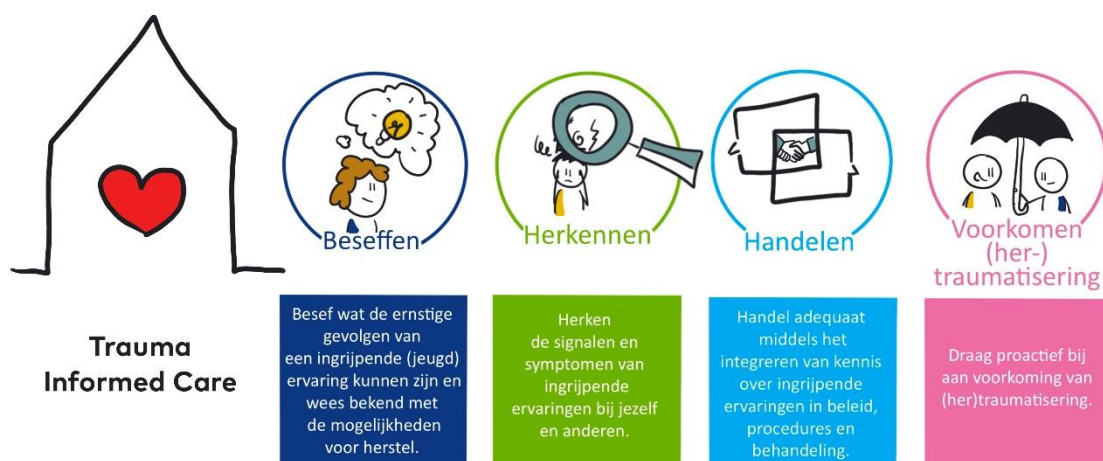 Trauma
Informed Care
Beseffen
Besef wat de ernstige
gevolgen van
een ingrijpende (jeugd)
ervaring kunnen zijn en
wees bekend met
de mogelijkheden
voor herstel.
Herkennen
Herken
de signalen en
symptomen van
ingrijpende
ervaringen bij jezelf
en anderen.
Handelen
Handel adequaat
middels het
integreren van kennis
over ingrijpende
ervaringen in beleid,
procedures en
behandeling.
Voorkomen
(her-)
traumatisering
Draag proactief bij
aan voorkoming van
(her)traumatisering.